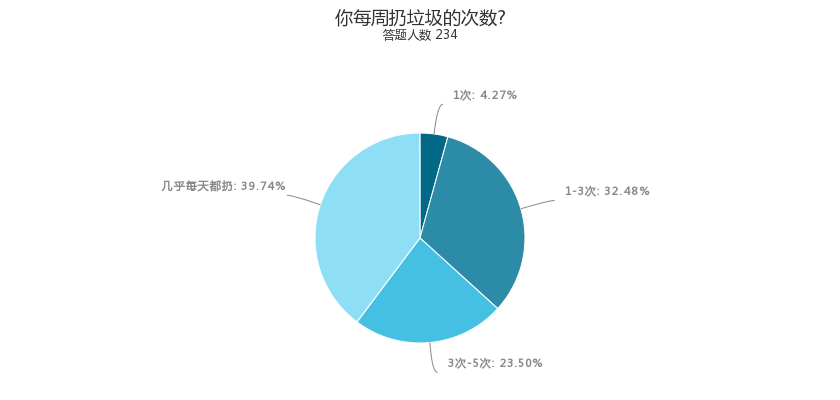 你每周扔垃圾的次数?
答题人数 234
1次: 4.27%
几乎每天都扔: 39.74%
1-3次: 32.48%
3次-5次: 23.50%